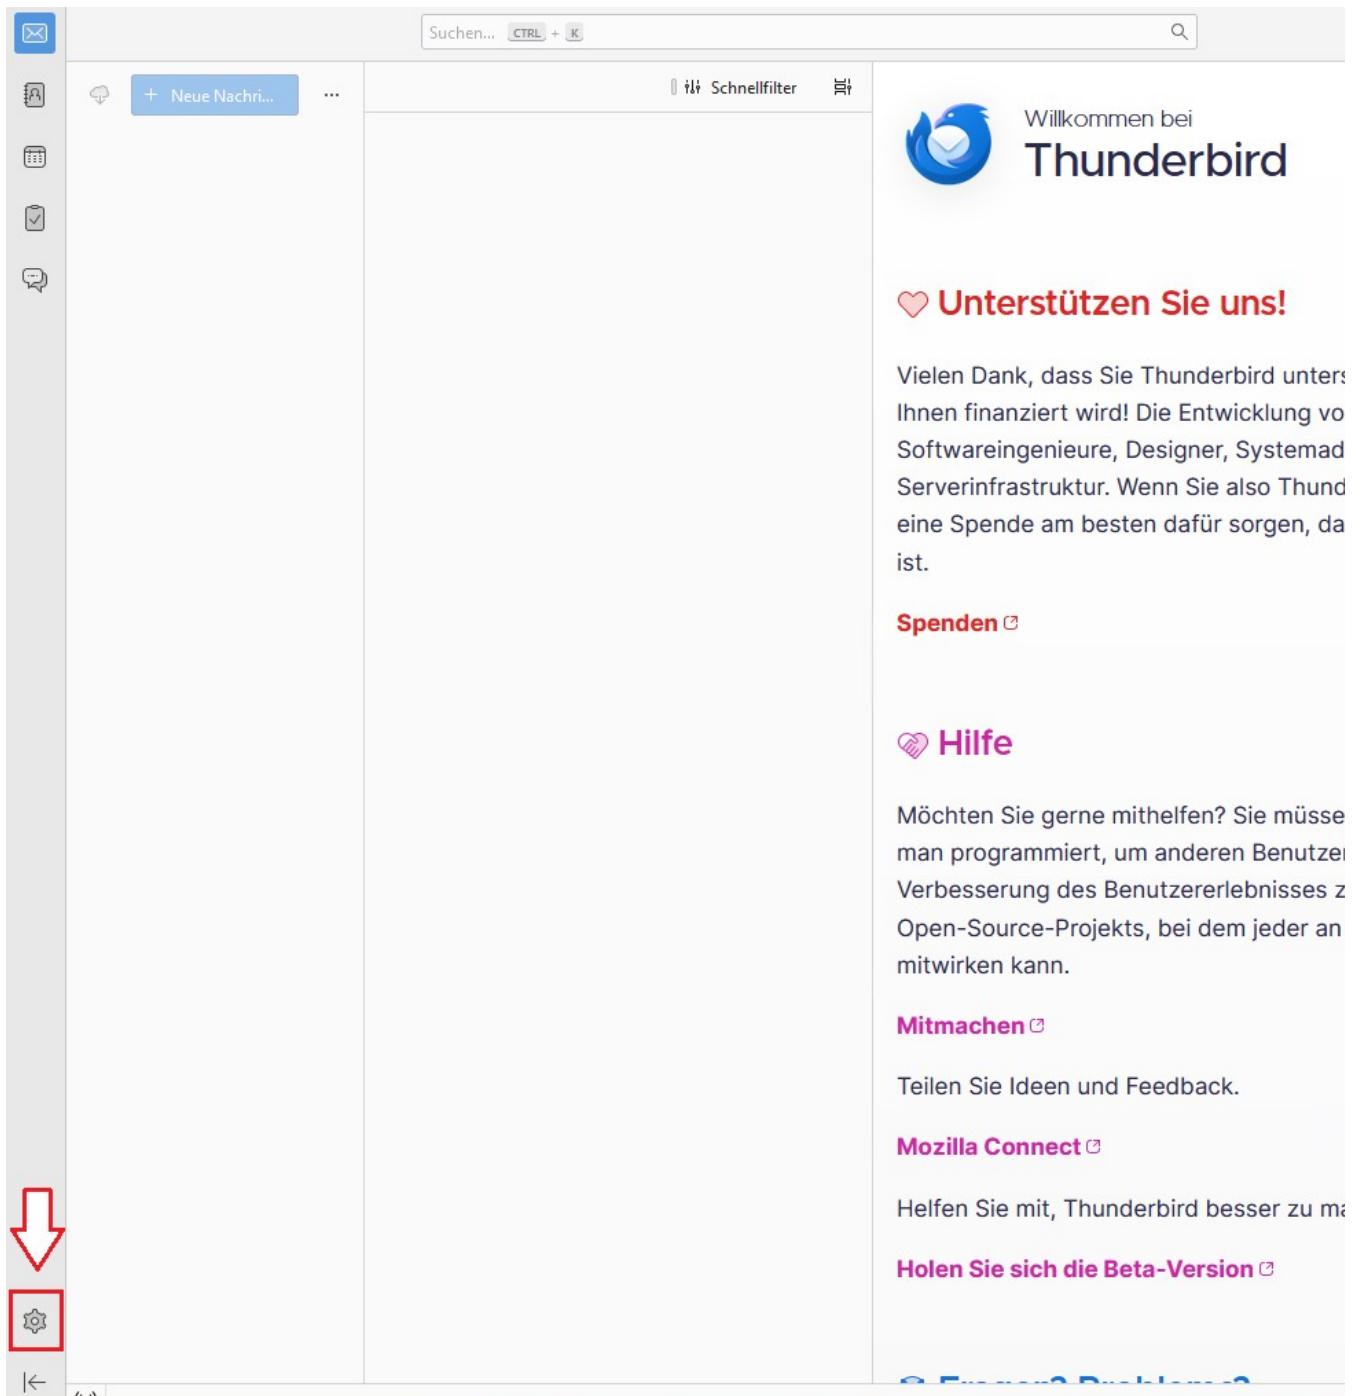 Suchen... CTRL + K
+ Neue Nachri... ...
Schnellfilter
Willkommen bei
Thunderbird
Unterstützen Sie uns!
Vielen Dank, dass Sie Thunderbird unters
Ihnen finanziert wird! Die Entwicklung vo
Softwareingenieure, Designer, Systemad
Serverinfrastruktur. Wenn Sie also Thund
eine Spende am besten dafür sorgen, da
ist.
Spenden
Hilfe
Möchten Sie gerne mithelfen? Sie müsse
man programmiert, um anderen Benutzer
Verbesserung des Benutzererlebnisses z
Open-Source-Projekts, bei dem jeder an
mitwirken kann.
Mitmachen
Teilen Sie Ideen und Feedback.
Mozilla Connect
Helfen Sie mit, Thunderbird besser zu ma
Holen Sie sich die Beta-Version
Fragen? Probleme?